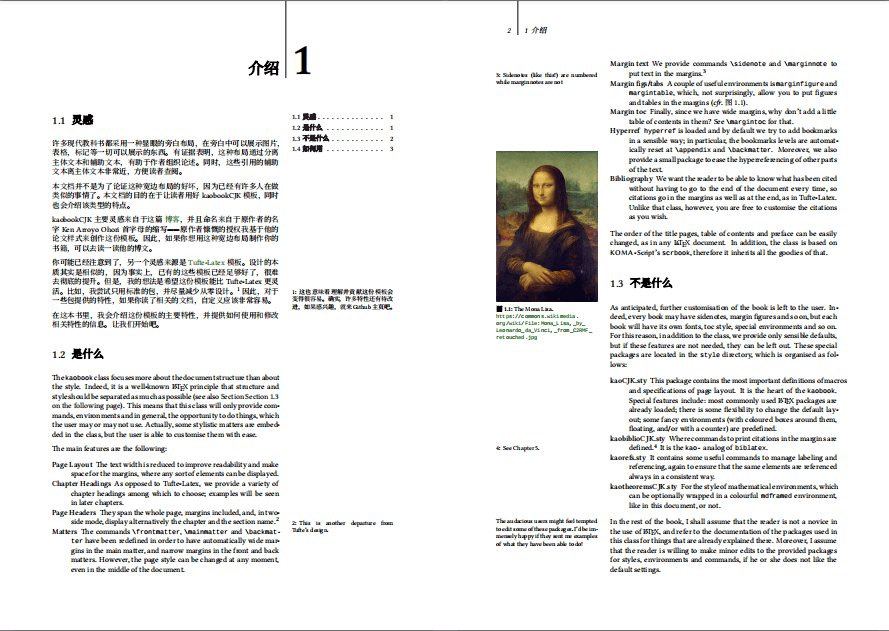 介绍 1
1.1 灵感
许多现代教科书都采用一种显眼的旁白布局，在旁白中可以展示图片，
表格，标记等一切可以展示的东西。有证据表明，这种布局通过分离
主体文本和辅助文本，有助于作者组织论述。同时，这些引用的辅助
文本离主体文本非常近，方便读者查阅。
本文档并不是为了论证这种宽边布局的好坏，因为已经有许多人在做
类似的事情了。本文档的目的在于让读者用好 kaobookCJK 模板，同时
也会介绍该类型的特点。
kaobookCJK 主要灵感来自于这篇 博客，并且命名来自于原作者的名
字 Ken Arroyo Ohori 首字母的缩写——原作者慷慨的授权我基于他的
论文样式来创作这份模板。因此，如果你想用这种宽边布局制作你的
书籍，可以去读一读他的博文。
你可能已经注意到了，另一个灵感来源是 Tufte-Latex 模板。设计的本
质其实是相似的，因为事实上，已有的这些模板已经足够好了，很难
去彻底的提升。但是，我的想法是希望这份模板能比 Tufte-Latex 更灵
活。比如，我尝试只用标准的包，并尽量减少从零设计。1 因此，对于
一些包提供的特性，如果你读了相关的文档，自定义应该非常容易。
在这本书里，我会介绍这份模板的主要特性，并提供如何使用和修改
相关特性的信息。让我们开始吧。
1.2 是什么
The kaobook class focuses more about the document structure than about
the style. Indeed, it is a well-known LATEX principle that structure and
style should be separated as much as possible (see also Section Section 1.3
on the following page). This means that this class will only provide com-
mands, environments and in general, the opportunity to do things, which
the user may or may not use. Actually, some stylistic matters are embed-
ded in the class, but the user is able to customise them with ease.
The main features are the following:
Page Layout The text width is reduced to improve readability and make
space for the margins, where any sort of elements can be displayed.
Chapter Headings As opposed to Tufte-Latex, we provide a variety of
chapter headings among which to choose; examples will be seen
in later chapters.
Page Headers They span the whole page, margins included, and, in two-
side mode, display alternatively the chapter and the section name.2
Matters The commands \frontmatter, \mainmatter and \backmat-
ter have been redefined in order to have automatically wide mar-
gins in the main matter, and narrow margins in the front and back
matters. However, the page style can be changed at any moment,
even in the middle of the document.
1.1 灵感 . . . . . . . . . . . . . 1
1.2 是什么 . . . . . . . . . . . . 1
1.3 不是什么 . . . . . . . . . . . 2
1.4 如何用 . . . . . . . . . . . . 3
1: 这也意味着理解并贡献这份模板会
变得很容易。确实，许多特性还有待改
进。如果感兴趣，就来 Github 主页吧。
2: This is another departure from
Tufte's design.
2 1 介绍
3: Sidenotes (like this!) are numbered
while marginnotes are not
图 1.1: The Mona Lisa.
https://commons.wikimedia.
org/wiki/File:Mona_Lisa,_by_
Leonardo_da_Vinci,_from_C2RMF_
retouched.jpg
4: See Chapter 5.
The audacious users might feel tempted
to edit some of these packages. I'd be im-
mensely happy if they sent me examples
of what they have been able to do!
Margin text We provide commands \sidenote and \marginnote to
put text in the margins.3
Margin figs/tabs A couple of useful environments is marginfigure and
margintable, which, not surprisingly, allow you to put figures
and tables in the margins (cfr. 图 1.1).
Margin toc Finally, since we have wide margins, why don't add a little
table of contents in them? See \margintoc for that.
Hyperref hyperref is loaded and by default we try to add bookmarks
in a sensible way; in particular, the bookmarks levels are automat-
ically reset at \appendix and \backmatter. Moreover, we also
provide a small package to ease the hyperreferencing of other parts
of the text.
Bibliography We want the reader to be able to know what has been cited
without having to go to the end of the document every time, so
citations go in the margins as well as at the end, as in Tufte-Latex.
Unlike that class, however, you are free to customise the citations
as you wish.
The order of the title pages, table of contents and preface can be easily
changed, as in any LATEX document. In addition, the class is based on
KOMA-Script's scrbook, therefore it inherits all the goodies of that.
1.3 不是什么
As anticipated, further customisation of the book is left to the user. In-
deed, every book may have sidenotes, margin figures and so on, but each
book will have its own fonts, toc style, special environments and so on.
For this reason, in addition to the class, we provide only sensible defaults,
but if these features are not needed, they can be left out. These special
packages are located in the style directory, which is organised as fol-
lows:
kaoCJK.sty This package contains the most important definitions of macros
and specifications of page layout. It is the heart of the kaobook.
Special features include: most commonly used LATEX packages are
already loaded; there is some flexibility to change the default lay-
out; some fancy environments (with coloured boxes around them,
floating, and/or with a counter) are predefined.
kaobiblioCJK.sty Where commands to print citations in the margins are
defined.4 It is the kao- analog of biblatex.
kaorefs.sty It contains some useful commands to manage labeling and
referencing, again to ensure that the same elements are referenced
always in a consistent way.
kaotheoremsCJK.sty For the style of mathematical environments, which
can be optionally wrapped in a colourful mdframed environment,
like in this document, or not.
In the rest of the book, I shall assume that the reader is not a novice in
the use of LATEX, and refer to the documentation of the packages used in
this class for things that are already explained there. Moreover, I assume
that the reader is willing to make minor edits to the provided packages
for styles, environments and commands, if he or she does not like the
default settings.